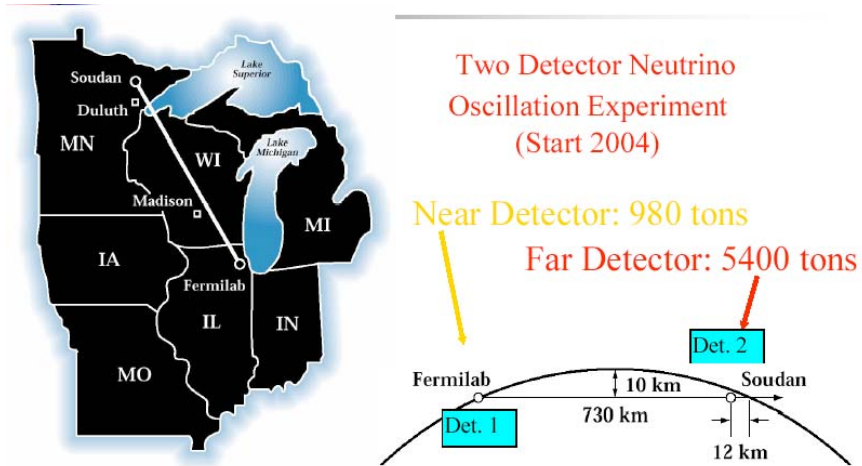 Soudan
Duluth
Lake
Superior
MN
WI
Lake
Michigan
Madison
MI
IA
Fermilab
IL
IN
MO
Two Detector Neutrino
Oscillation Experiment
(Start 2004)
Near Detector: 980 tons
Far Detector: 5400 tons
Det. 2
Fermilab
10 km
Soudan
730 km
Det. 1
12 km